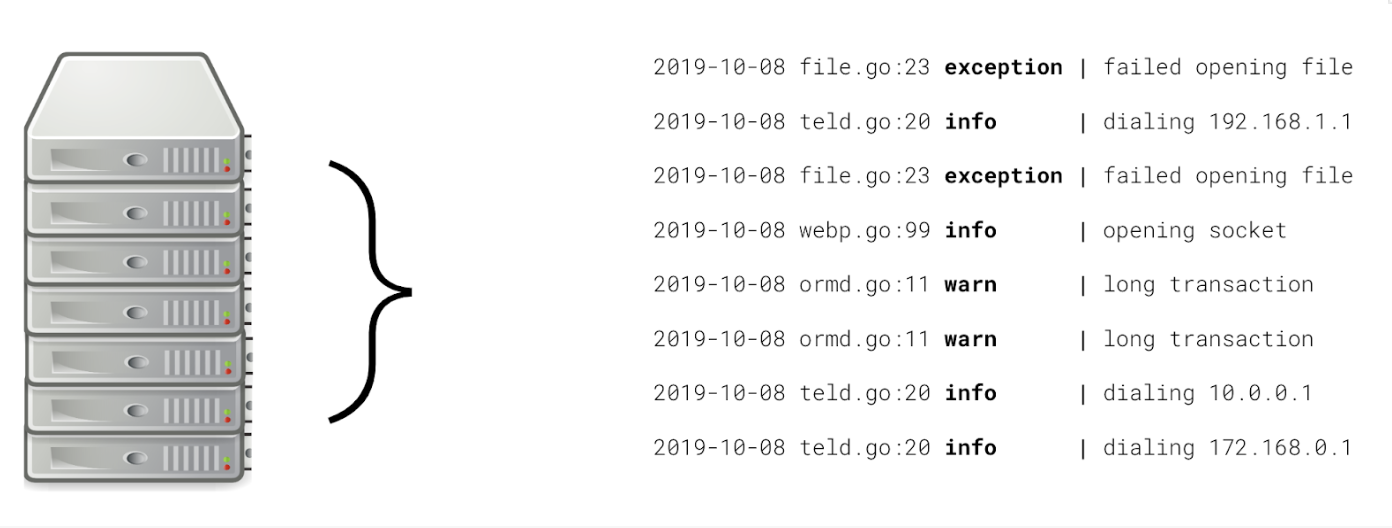 2019-10-08 file.go:23 exception | failed opening file
2019-10-08 teld.go:20 info | dialing 192.168.1.1
2019-10-08 file.go:23 exception | failed opening file
2019-10-08 webp.go:99 info | opening socket
2019-10-08 ormd.go:11 warn | long transaction
2019-10-08 ormd.go:11 warn | long transaction
2019-10-08 teld.go:20 info | dialing 10.0.0.1
2019-10-08 teld.go:20 info | dialing 172.168.0.1